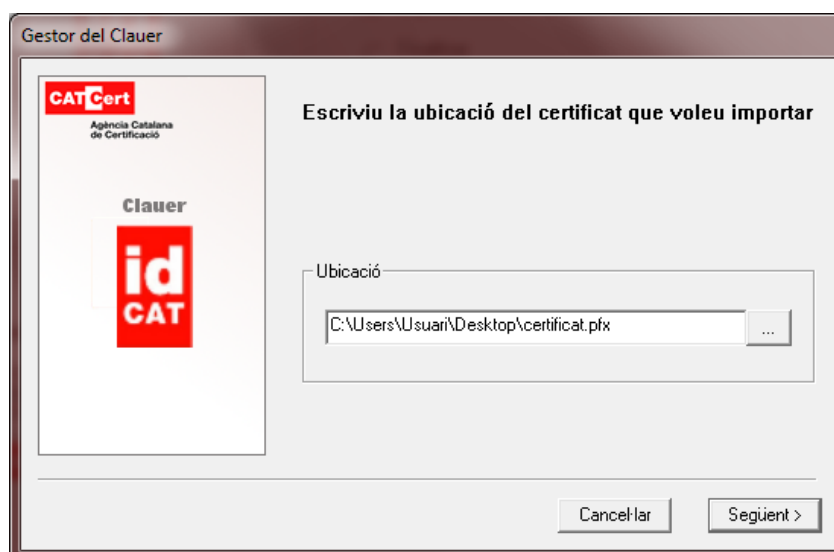 Gestor del Clauer
CATCert
Agència Catalana
de Certificació
Clauer
id
CAT
Escriviu la ubicació del certificat que voleu importar
Ubicació
C:\Users\Usuari\Desktop\certificat.pfx
...
Cancel·lar
Següent >